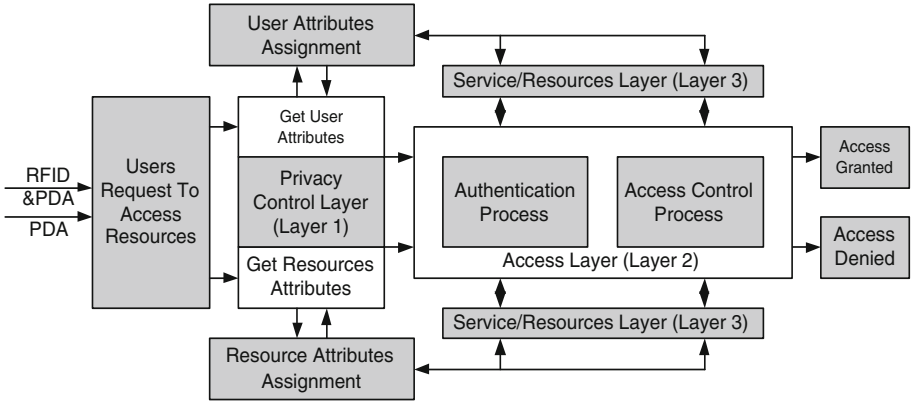 User Attributes
Assignment
Service/Resources Layer (Layer 3)
Get User
Attributes
Users
Request To
Access
Resources
RFID
&PDA
PDA
Privacy
Control Layer
(Layer 1)
Get Resources
Attributes
Authentication
Process
Access Control
Process
Access Layer (Layer 2)
Access
Granted
Access
Denied
Service/Resources Layer (Layer 3)
Resource Attributes
Assignment